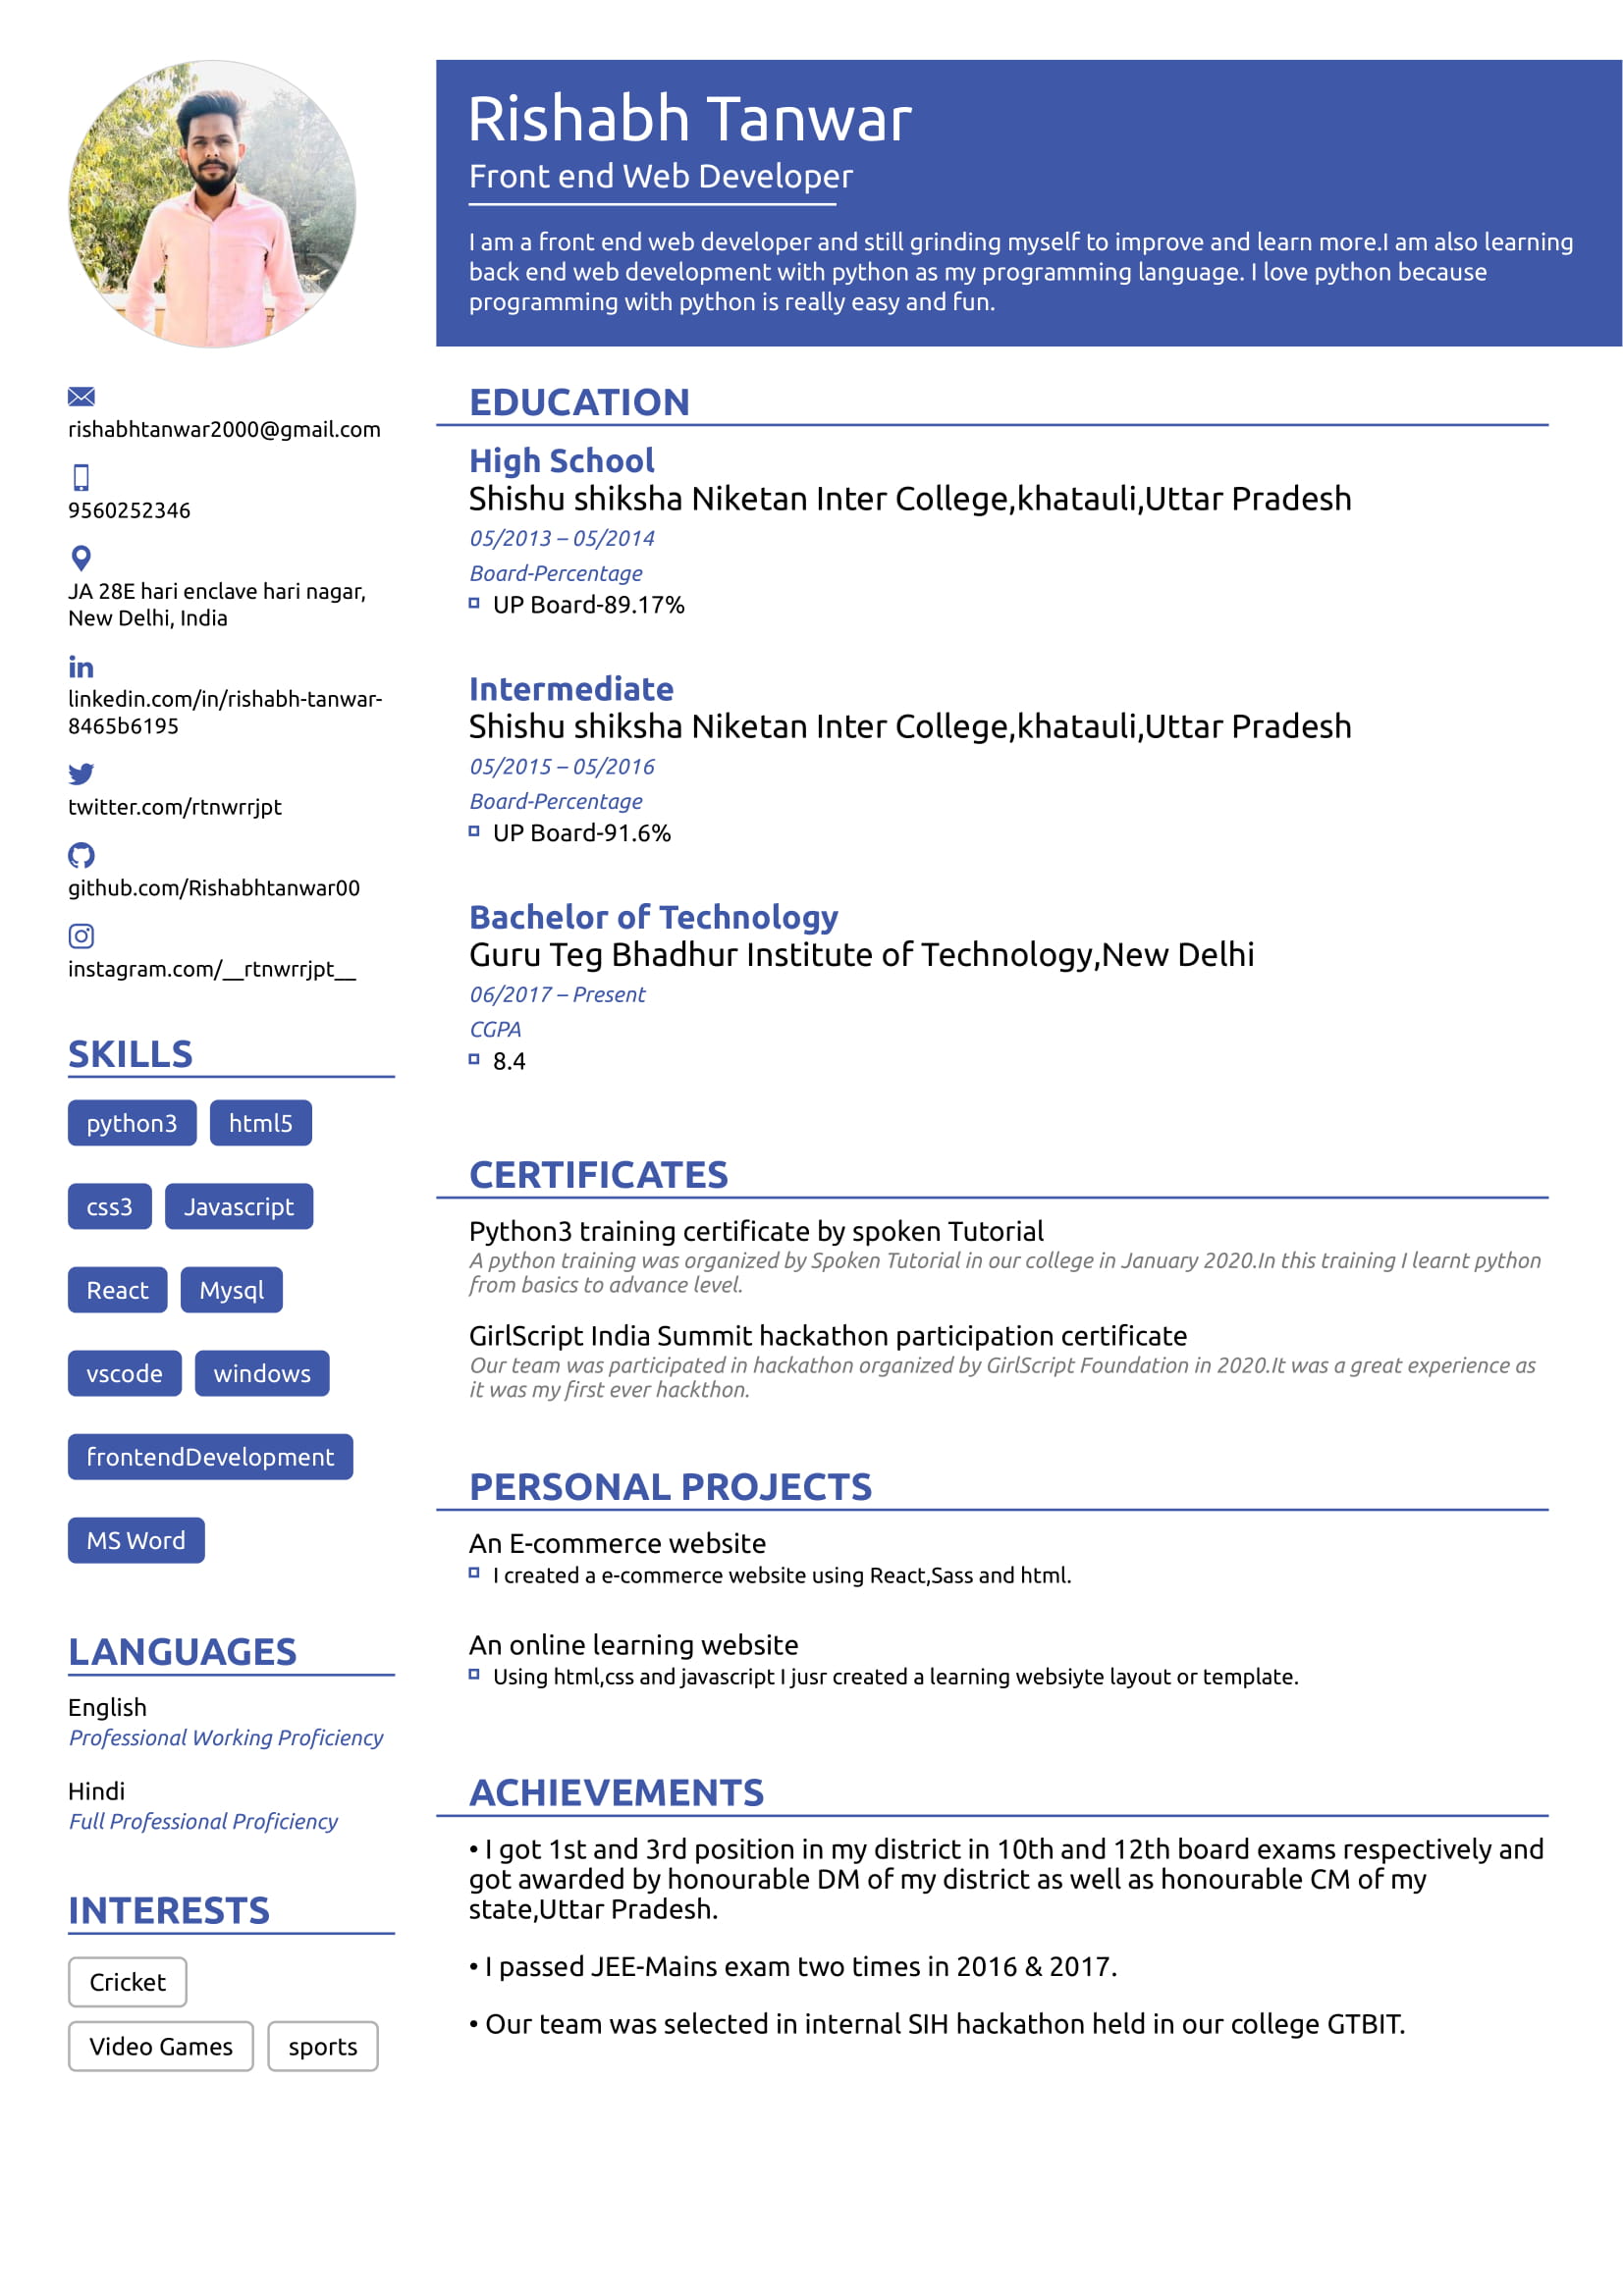 Rishabh Tanwar
Front end Web Developer
I am a front end web developer and still grinding myself to improve and learn more.I am also learning
back end web development with python as my programming language. I love python because
programming with python is really easy and fun.
rishabhtanwar2000@gmail.com
9560252346
JA 28E hari enclave hari nagar,
New Delhi, India
linkedin.com/in/rishabh-tanwar-
8465b6195
twitter.com/rtnwrrjpt
github.com/Rishabhtanwar00
instagram.com/__rtnwrrjpt__
SKILLS
python3 html5
css3 Javascript
React Mysql
vscode windows
frontendDevelopment
MS Word
LANGUAGES
English
Professional Working Proficiency
Hindi
Full Professional Proficiency
INTERESTS
Cricket
Video Games sports
EDUCATION
High School
Shishu shiksha Niketan Inter College,khatauli,Uttar Pradesh
05/2013 – 05/2014
Board-Percentage
UP Board-89.17%
Intermediate
Shishu shiksha Niketan Inter College,khatauli,Uttar Pradesh
05/2015 – 05/2016
Board-Percentage
UP Board-91.6%
Bachelor of Technology
Guru Teg Bhadhur Institute of Technology,New Delhi
06/2017 – Present
CGPA
8.4
CERTIFICATES
Python3 training certificate by spoken Tutorial
A python training was organized by Spoken Tutorial in our college in January 2020.In this training I learnt python
from basics to advance level.
GirlScript India Summit hackathon participation certificate
Our team was participated in hackathon organized by GirlScript Foundation in 2020.It was a great experience as
it was my first ever hackthon.
PERSONAL PROJECTS
An E-commerce website
I created a e-commerce website using React,Sass and html.
An online learning website
Using html,css and javascript I jusr created a learning websiyte layout or template.
ACHIEVEMENTS
• I got 1st and 3rd position in my district in 10th and 12th board exams respectively and
got awarded by honourable DM of my district as well as honourable CM of my
state,Uttar Pradesh.
• I passed JEE-Mains exam two times in 2016 & 2017.
• Our team was selected in internal SIH hackathon held in our college GTBIT.